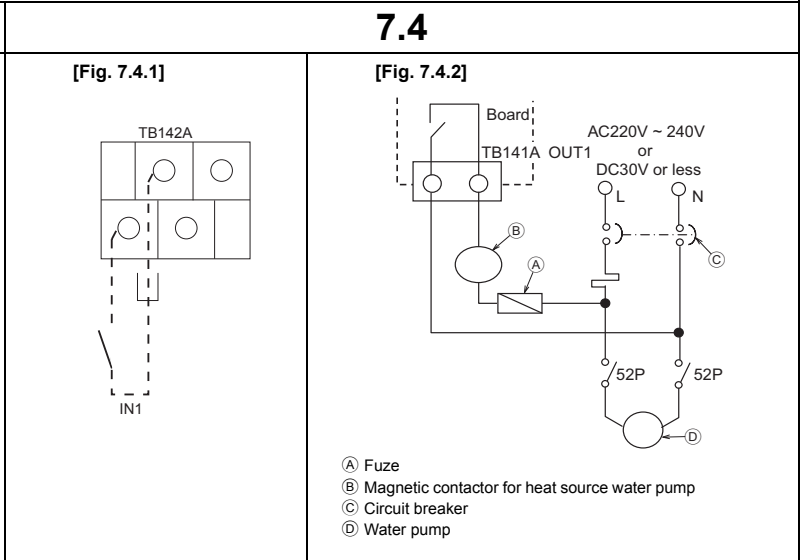 7.4
[Fig. 7.4.1]
TB142A
IN1
[Fig. 7.4.2]
Board
TB141A OUT1
AC220V ~ 240V
or
DC30V or less
L
N
B
A
C
52P
52P
D
A Fuze
B Magnetic contactor for heat source water pump
C Circuit breaker
D Water pump